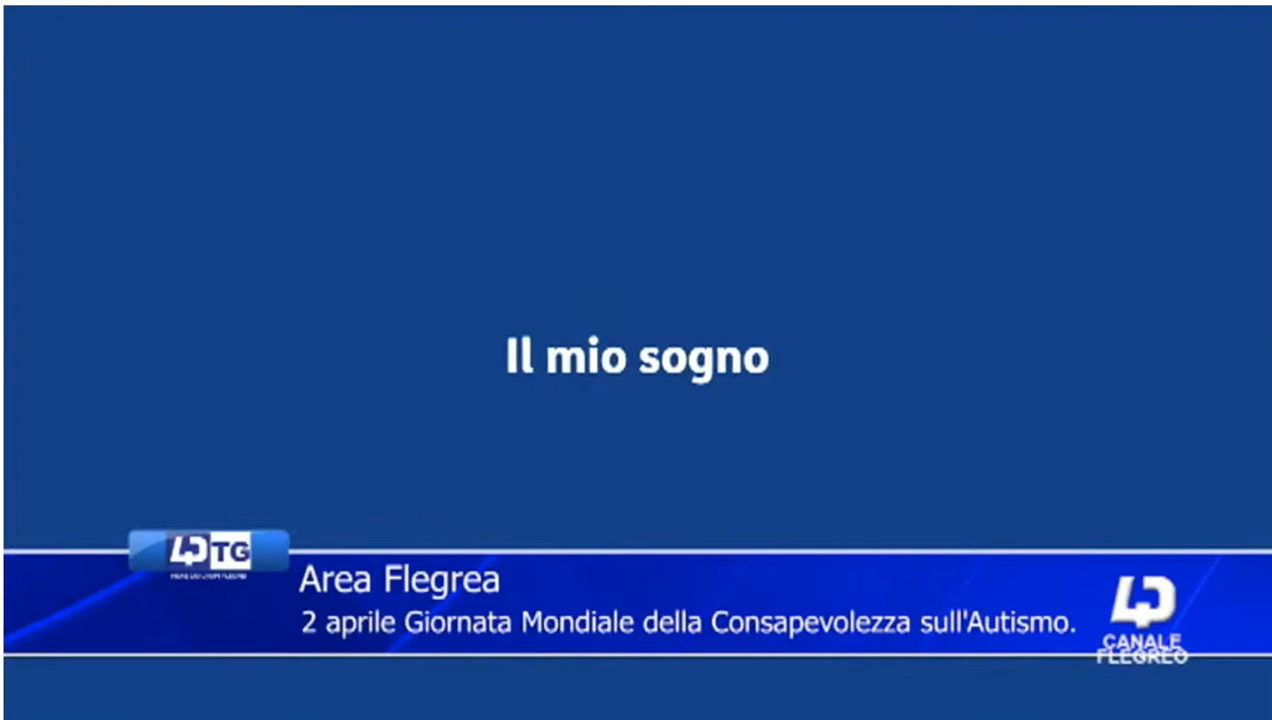 Il mio sogno
TG
Area Flegrea
2 aprile Giornata Mondiale della Consapevolezza sull'Autismo.
CANALE
FLEGREO